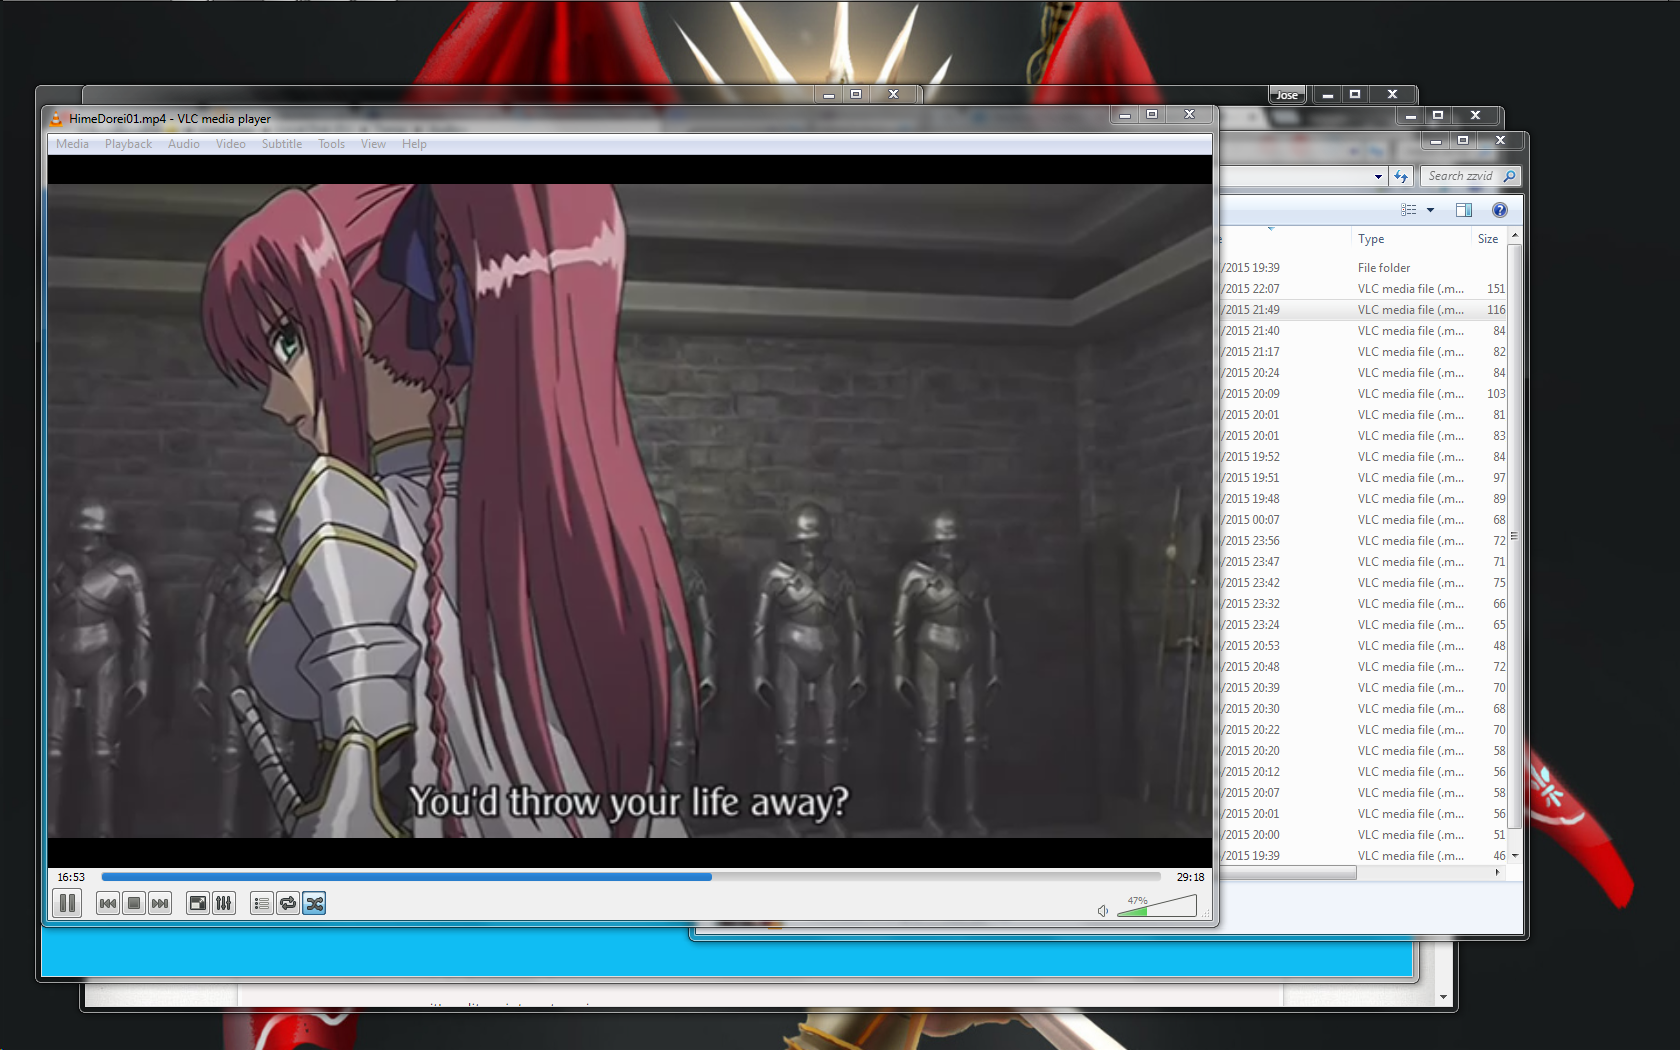 Jose
HimeDorei01.mp4 - VLC media player
Media Playback Audio Video Subtitle Tools View Help
Search zzvid
Type Size
/2015 19:39 File folder
/2015 22:07 VLC media file (.m... 151
/2015 21:49 VLC media file (.m... 116
/2015 21:40 VLC media file (.m... 84
/2015 21:17 VLC media file (.m... 82
/2015 20:24 VLC media file (.m... 84
/2015 20:09 VLC media file (.m... 103
/2015 20:01 VLC media file (.m... 81
/2015 20:01 VLC media file (.m... 83
/2015 19:52 VLC media file (.m... 84
/2015 19:51 VLC media file (.m... 97
/2015 19:48 VLC media file (.m... 89
/2015 00:07 VLC media file (.m... 68
/2015 23:56 VLC media file (.m... 72
/2015 23:47 VLC media file (.m... 71
/2015 23:42 VLC media file (.m... 75
/2015 23:32 VLC media file (.m... 66
/2015 23:24 VLC media file (.m... 65
/2015 20:53 VLC media file (.m... 48
/2015 20:48 VLC media file (.m... 72
/2015 20:39 VLC media file (.m... 70
/2015 20:30 VLC media file (.m... 68
/2015 20:22 VLC media file (.m... 70
/2015 20:20 VLC media file (.m... 58
/2015 20:12 VLC media file (.m... 56
/2015 20:07 VLC media file (.m... 58
/2015 20:01 VLC media file (.m... 56
/2015 20:00 VLC media file (.m... 51
/2015 19:39 VLC media file (.m... 46
You'd throw your life away?
16:53 29:18
47%